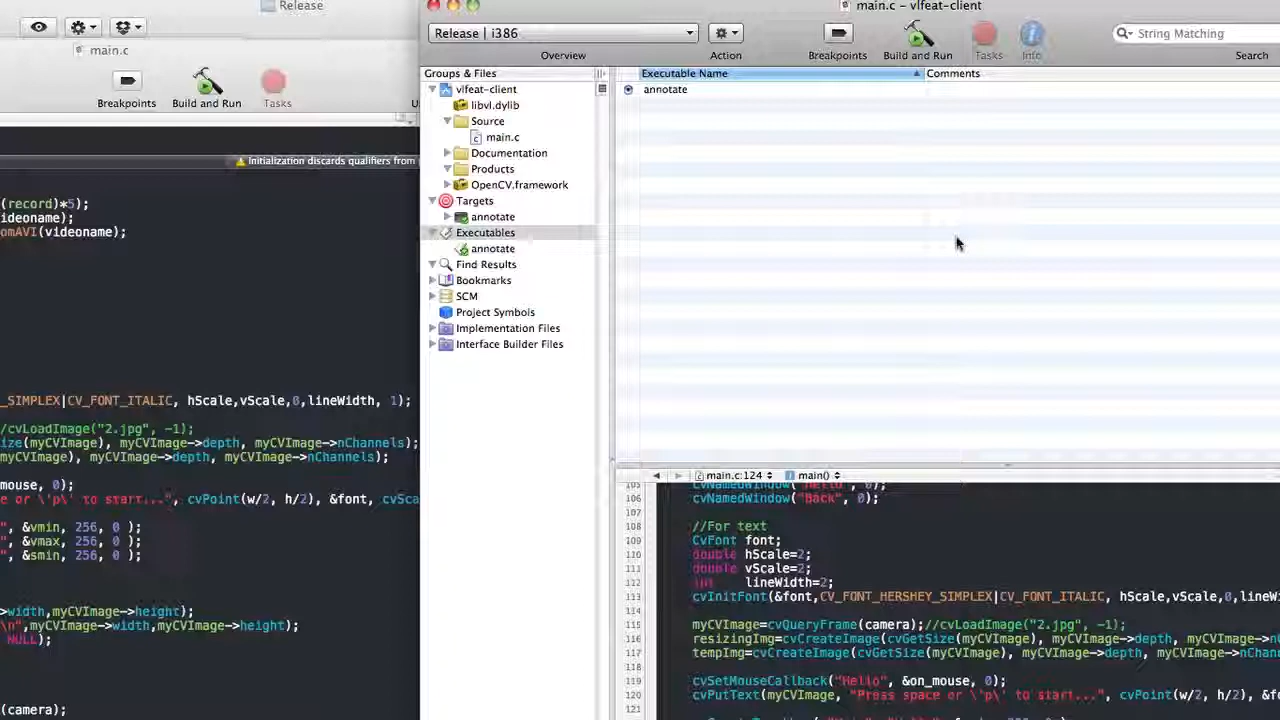 Release
main.c
Breakpoints
Build and Run
Tasks
Initialization discards qualifiers from
(record)*5);
ideoname);
omAVI(videoname);
_SIMPLEX|CV_FONT_ITALIC, hScale,vScale,0,lineWidth, 1);
/cvLoadImage("2.jpg", -1);
ize(myCVImage), myCVImage->depth, myCVImage->nChannels);
myCVImage), myCVImage->depth, myCVImage->nChannels);
mouse, 0);
e or \'p\' to start...", cvPoint(w/2, h/2), &font, cvSca
", &vmin, 256, 0 );
", &vmax, 256, 0 );
", &smin, 256, 0 );
>width,myCVImage->height);
\n",myCVImage->width,myCVImage->height);
NULL);
(camera);
main.c - vlfeat-client
Release | i386
Overview
Action
Breakpoints
Build and Run
Tasks
Info
String Matching
Search
Groups & Files
vlfeat-client
libvl.dylib
Source
main.c
Documentation
Products
OpenCV.framework
Targets
annotate
Executables
annotate
Find Results
Bookmarks
SCM
Project Symbols
Implementation Files
Interface Builder Files
Executable Name
Comments
annotate
main.c:124
main()
105 cvNamedWindow("Hello", 0);
106 cvNamedWindow("Back", 0);
107
108 //For text
109 CvFont font;
110 double hScale=2;
111 double vScale=2;
112 int lineWidth=2;
113 cvInitFont(&font,CV_FONT_HERSHEY_SIMPLEX|CV_FONT_ITALIC, hScale,vScale,0,lineWi
114
115 myCVImage=cvQueryFrame(camera);//cvLoadImage("2.jpg", -1);
116 resizingImg=cvCreateImage(cvGetSize(myCVImage), myCVImage->depth, myCVImage->nC
117 tempImg=cvCreateImage(cvGetSize(myCVImage), myCVImage->depth, myCVImage->nChann
118
119 cvSetMouseCallback("Hello", &on_mouse, 0);
120 cvPutText(myCVImage, "Press space or \'p\' to start...", cvPoint(w/2, h/2), &fo
121